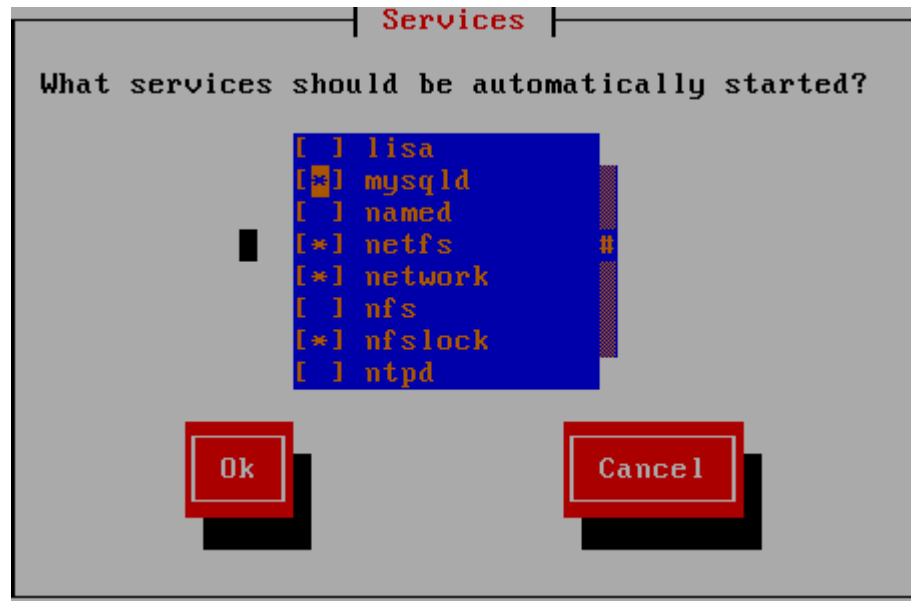 Services
What services should be automatically started?
[ ] lisa
[*] mysqld
[ ] named
[*] netfs #
[*] network
[ ] nfs
[*] nfslock
[ ] ntpd
Ok Cancel